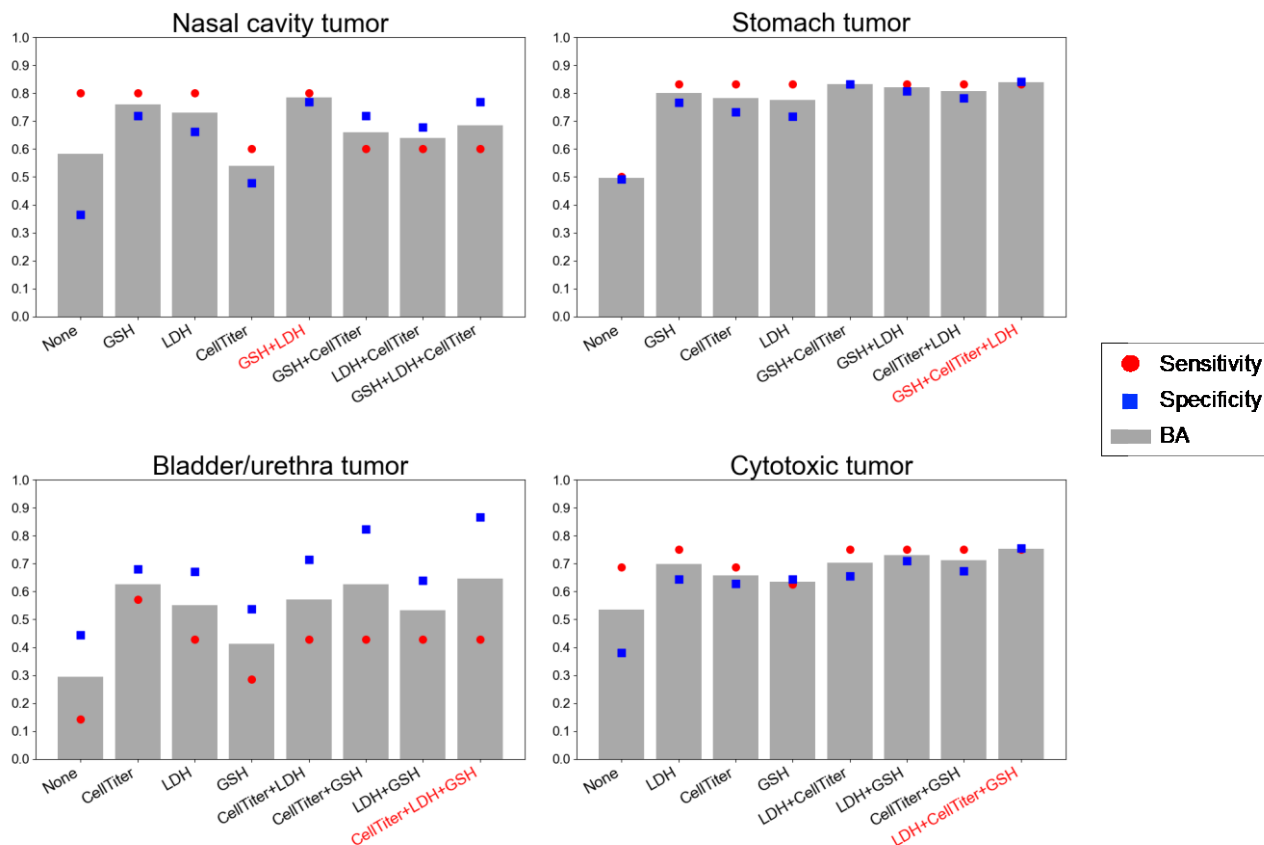 Nasal cavity tumor
1.0
0.9
0.8
0.7
0.6
0.5
0.4
0.3
0.2
0.1
0.0
None
GSH
LDH
CellTiter
GSH+LDH
GSH+CellTiter
LDH+CellTiter
GSH+LDH+CellTiter
Stomach tumor
1.0
0.9
0.8
0.7
0.6
0.5
0.4
0.3
0.2
0.1
0.0
None
GSH
CellTiter
LDH
GSH+CellTiter
GSH+LDH
CellTiter+LDH
GSH+CellTiter+LDH
Sensitivity
Specificity
BA
Bladder/urethra tumor
1.0
0.9
0.8
0.7
0.6
0.5
0.4
0.3
0.2
0.1
0.0
None
CellTiter
LDH
GSH
CellTiter+LDH
CellTiter+GSH
LDH+GSH
CellTiter+LDH+GSH
Cytotoxic tumor
1.0
0.9
0.8
0.7
0.6
0.5
0.4
0.3
0.2
0.1
0.0
None
LDH
CellTiter
GSH
LDH+CellTiter
LDH+GSH
CellTiter+GSH
LDH+CellTiter+GSH